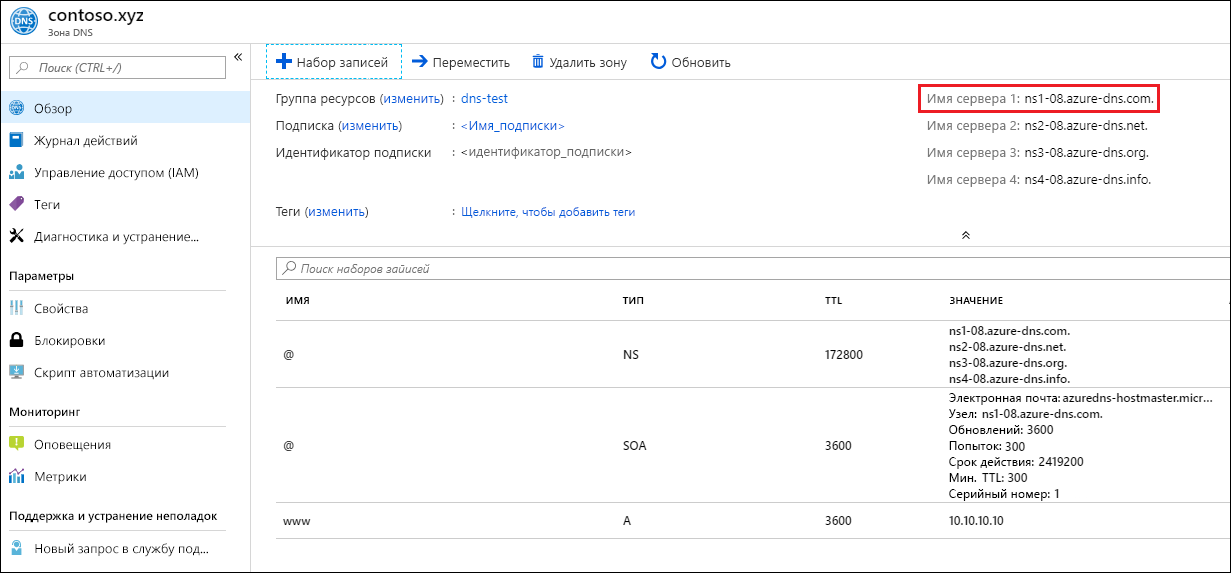 contoso.xyz
Зона DNS
Поиск (CTRL+/)
«
Обзор
Журнал действий
Управление доступом (IAM)
Теги
Диагностика и устранение...
Параметры
Свойства
Блокировки
Скрипт автоматизации
Мониторинг
Оповещения
Метрики
Поддержка и устранение неполадок
Новый запрос в службу под...
Набор записей Переместить Удалить зону Обновить
Группа ресурсов (изменить) : dns-test
Подписка (изменить) : <Имя_подписки>
Идентификатор подписки : <идентификатор_подписки>
Теги (изменить) : Щелкните, чтобы добавить теги
Имя сервера 1: ns1-08.azure-dns.com.
Имя сервера 2: ns2-08.azure-dns.net.
Имя сервера 3: ns3-08.azure-dns.org.
Имя сервера 4: ns4-08.azure-dns.info.
Поиск наборов записей
ИМЯ ТИП TTL ЗНАЧЕНИЕ
@ NS 172800
ns1-08.azure-dns.com.
ns2-08.azure-dns.net.
ns3-08.azure-dns.org.
ns4-08.azure-dns.info.
@ SOA 3600
Электронная почта: azuredns-hostmaster.micr...
Узел: ns1-08.azure-dns.com.
Обновлений: 3600
Попыток: 300
Срок действия: 2419200
Мин. TTL: 300
Серийный номер: 1
www A 3600 10.10.10.10